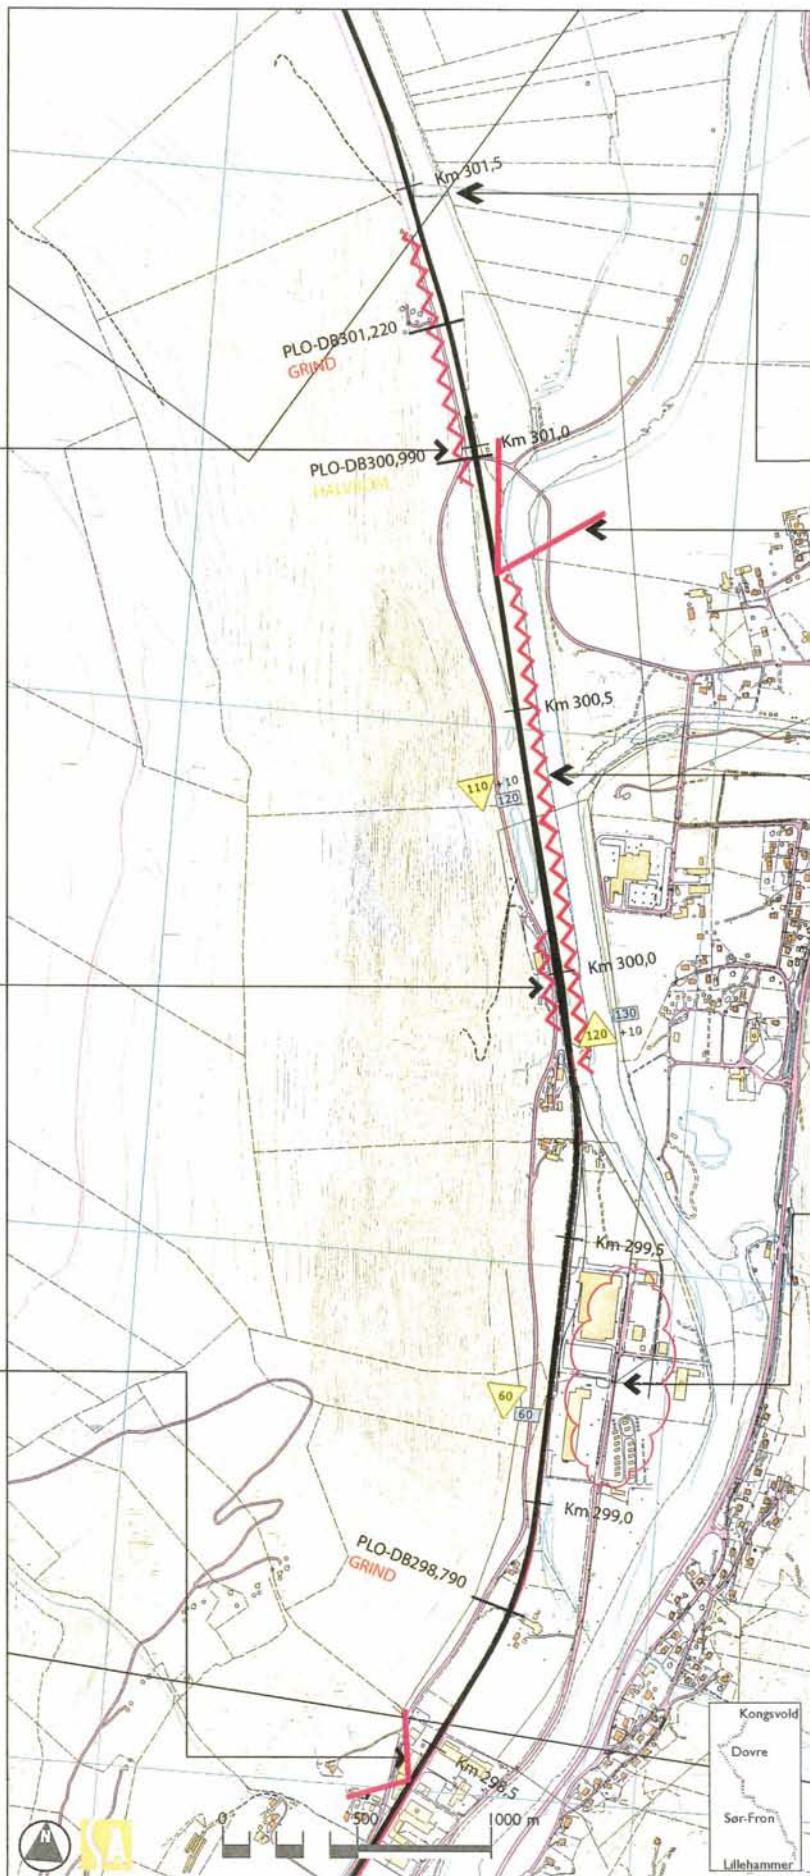 Km 301,5
PLO-DB301,220
GRIND
Km 301,0
PLO-DB300,990
HALVBOM
Km 300,5
110 +10
120
Km 300,0
130
120 +10
Km 299,5
60
60
Km 299,0
PLO-DB298,790
GRIND
Km 298,5
Kongsvold
Dovre
Sør-Fron
Lillehammer
N
SA
0 500 1000 m